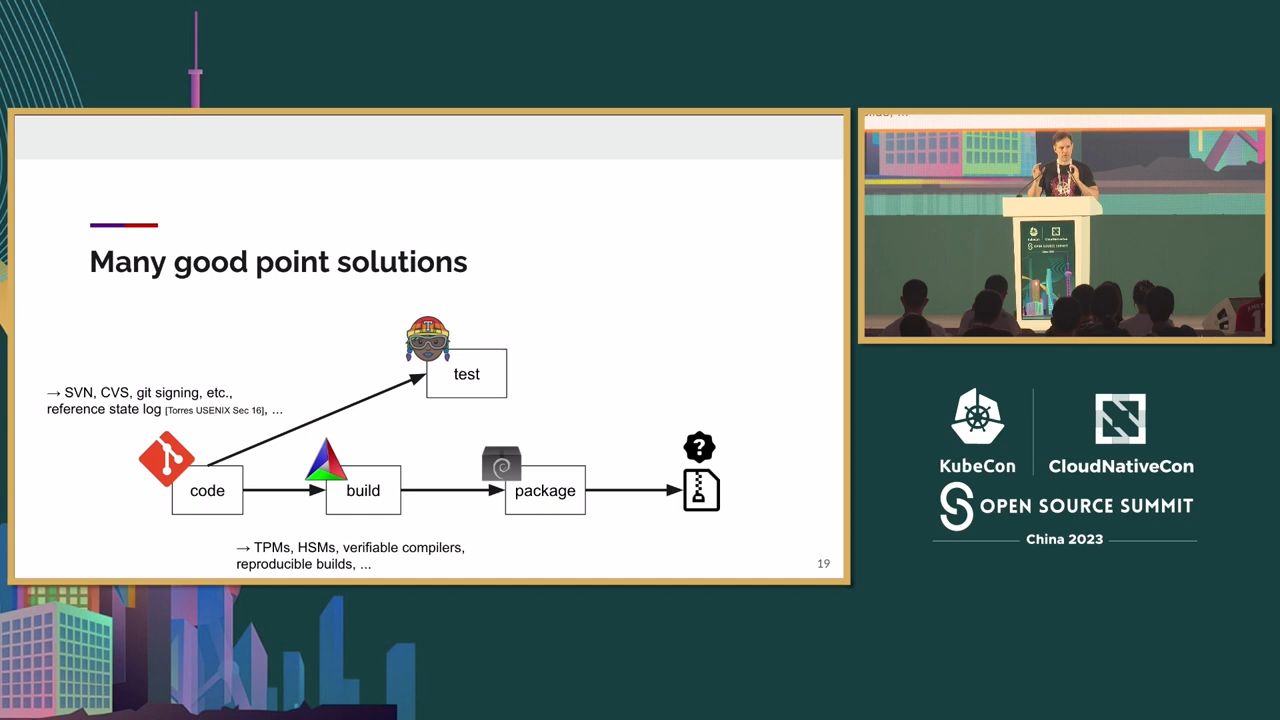 Many good point solutions
test
→ SVN, CVS, git signing, etc.,
reference state log [Torres USENIX Sec 16], ...
code
build
package
?
→ TPMs, HSMs, verifiable compilers,
reproducible builds, ...
19
KubeCon
CloudNativeCon
OPEN SOURCE SUMMIT
China 2023